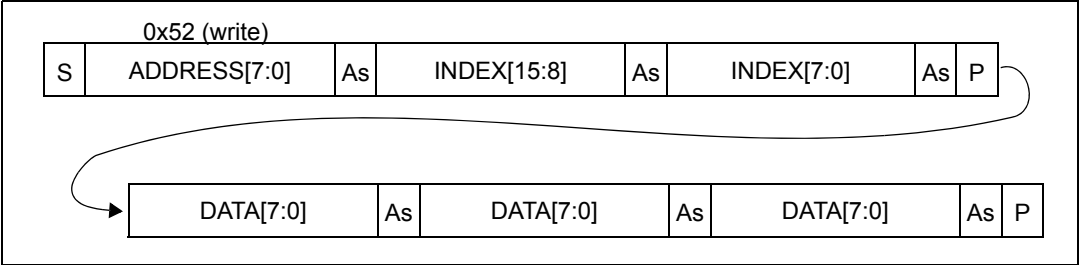 0x52 (write)
S ADDRESS[7:0] As INDEX[15:8] As INDEX[7:0] As P
DATA[7:0] As DATA[7:0] As DATA[7:0] As P